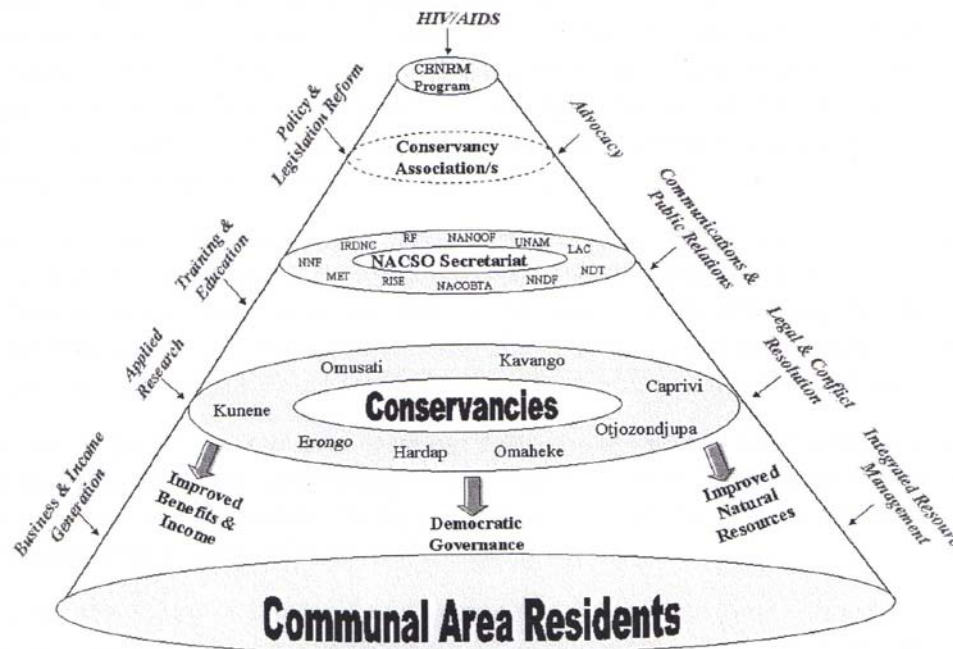 HIV/AIDS
CBNRM
Program
Policy &
Legislation Reform
Advocacy
Conservancy
Association/s
Communications &
Public Relations
Training &
Education
NNF
IRDNC
RF
NANGOF
UNAM
LAC
NACSO Secretariat
MET
RISE
NACOBTA
NNDF
NDT
Applied
Research
Legal & Conflict
Resolution
Omusati
Kavango
Caprivi
Kunene
Conservancies
Otjozondjupa
Erongo
Hardap
Omaheke
Business & Income
Generation
Improved
Benefits &
Income
Democratic
Governance
Improved
Natural
Resources
Integrated Resourc
Management
Communal Area Residents